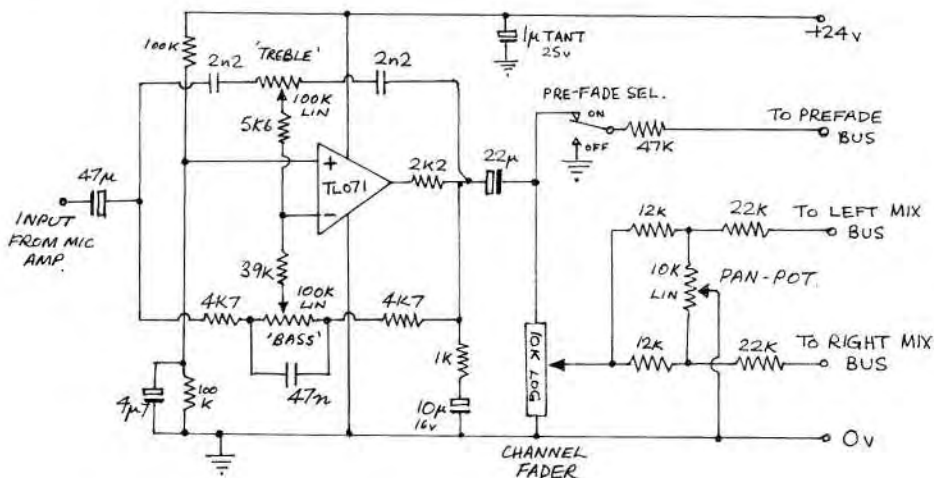 100K
'TREBLE'
2n2
2n2
100K
LIN
5K6
1μ TANT
25v
+24v
PRE-FADE SEL.
ON
OFF
47K
TO PREFADE
BUS
47μ
INPUT
FROM MIC
AMP.
+
TL071
−
2K2
22μ
12K
22K
TO LEFT MIX
BUS
10K
LIN
PAN-POT.
39K
100K
LIN
4K7
'BASS'
4K7
47n
1K
10K LOG
12K
22K
TO RIGHT MIX
BUS
4μ7
100
K
10μ
16v
CHANNEL
FADER
0v